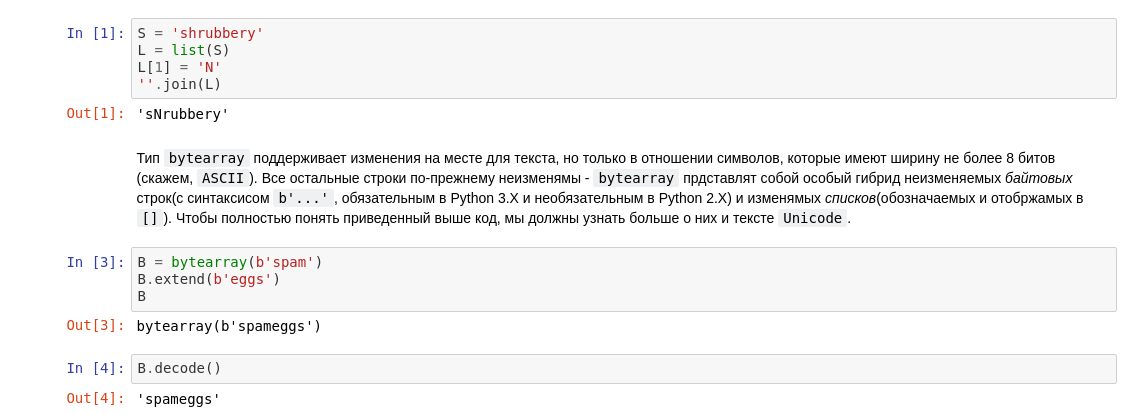 In [1]: S = 'shrubbery'
L = list(S)
L[1] = 'N'
''.join(L)
Out[1]: 'sNrubbery'
Тип bytearray поддерживает изменения на месте для текста, но только в отношении символов, которые имеют ширину не более 8 битов
(скажем, ASCII ). Все остальные строки по-прежнему неизменямы - bytearray прдставлят собой особый гибрид неизменяемых байтовых
строк(с синтаксисом b'...' , обязательным в Python 3.X и необязательным в Python 2.X) и изменямых списков(обозначаемых и отобржамых в
[] ). Чтобы полностью понять приведенный выше код, мы должны узнать больше о них и тексте Unicode .
In [3]: B = bytearray(b'spam')
B.extend(b'eggs')
B
Out[3]: bytearray(b'spameggs')
In [4]: B.decode()
Out[4]: 'spameggs'